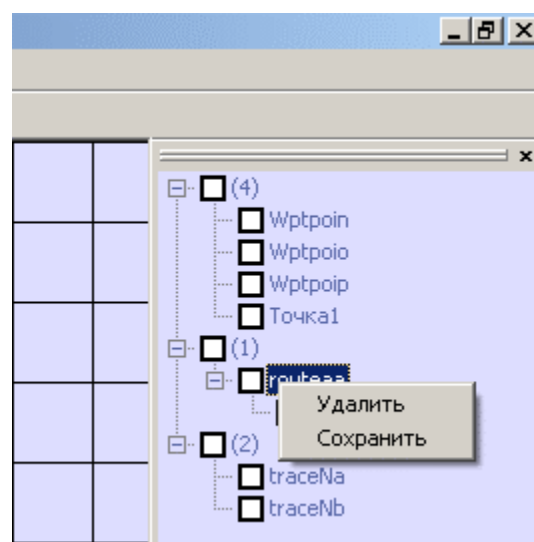 (4)
Wptpoin
Wptpoio
Wptpoip
Точка1
(1)
routeaa
Удалить
Сохранить
(2)
traceNa
traceNb